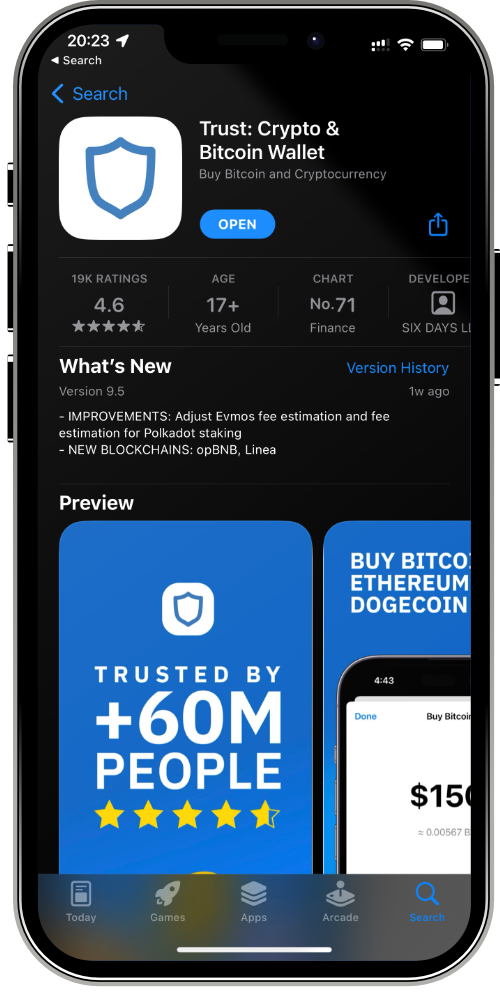 20:23
Search
Search
Trust: Crypto &
Bitcoin Wallet
Buy Bitcoin and Cryptocurrency
OPEN
19K RATINGS
4.6
AGE
17+
Years Old
CHART
No.71
Finance
DEVELOPE
SIX DAYS L
What's New
Version History
Version 9.5
1w ago
- IMPROVEMENTS: Adjust Evmos fee estimation and fee
estimation for Polkadot staking
- NEW BLOCKCHAINS: opBNB, Linea
Preview
TRUSTED BY
+60M
PEOPLE
BUY BITCO
ETHEREUM
DOGECOIN
4:43
Done
Buy Bitcoin
$150
≈ 0.00567 B
Today
Games
Apps
Arcade
Search